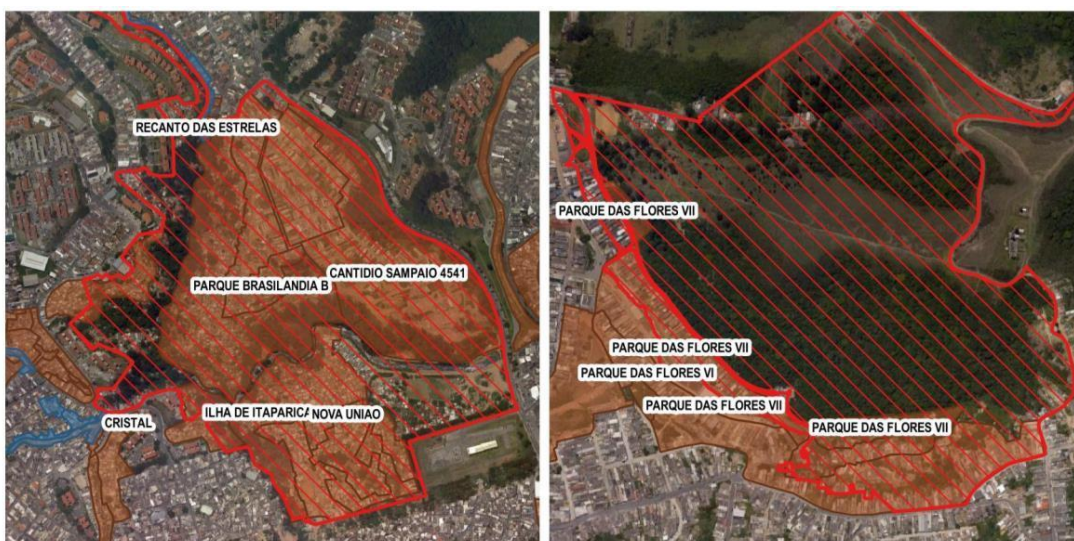 RECANTO DAS ESTRELAS
PARQUE BRASILANDIA B
CANTIDIO SAMPAIO 4541
ILHA DE ITAPARICA
NOVA UNIAO
CRISTAL
PARQUE DAS FLORES VII
PARQUE DAS FLORES VII
PARQUE DAS FLORES VI
PARQUE DAS FLORES VII
PARQUE DAS FLORES VII